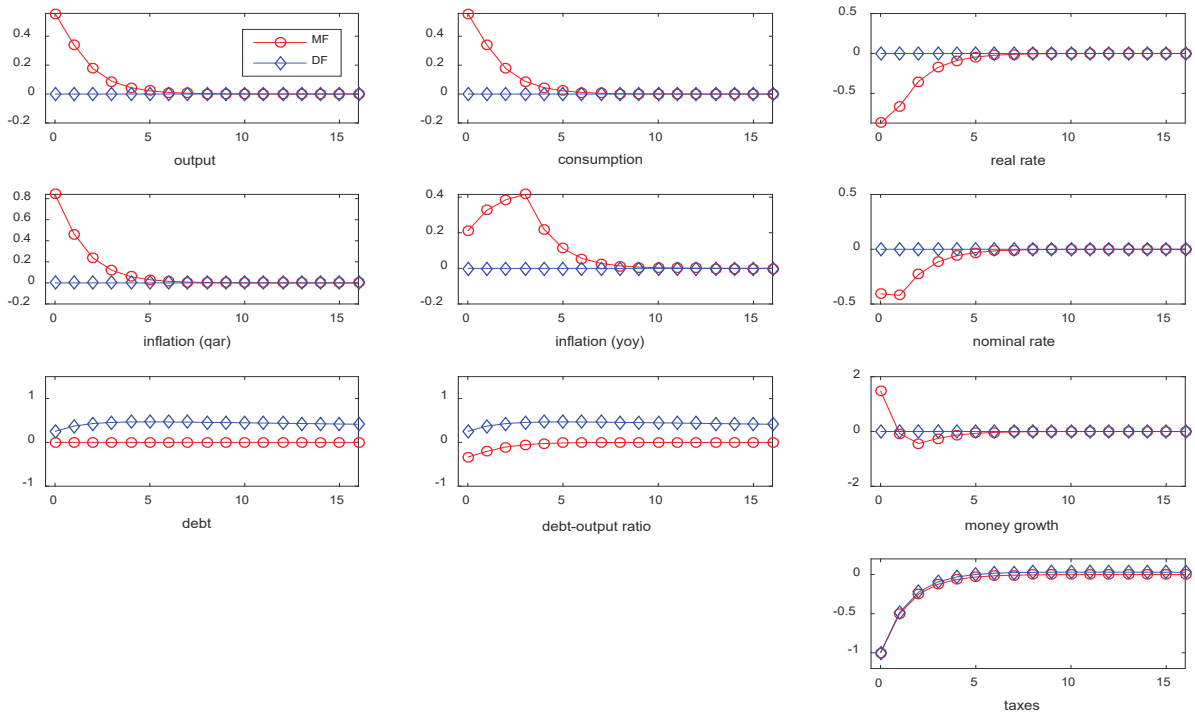 0.4
0.2
0
-0.2
0 5 10 15
output
MF
DF
0.4
0.2
0
-0.2
0 5 10 15
consumption
0.5
0
-0.5
0 5 10 15
real rate
0.8
0.6
0.4
0.2
0
-0.2
0 5 10 15
inflation (qar)
0.4
0.2
0
-0.2
0 5 10 15
inflation (yoy)
0.5
0
-0.5
0 5 10 15
nominal rate
1
0
-1
0 5 10 15
debt
1
0
-1
0 5 10 15
debt-output ratio
2
0
-2
0 5 10 15
money growth
0
-0.5
-1
0 5 10 15
taxes